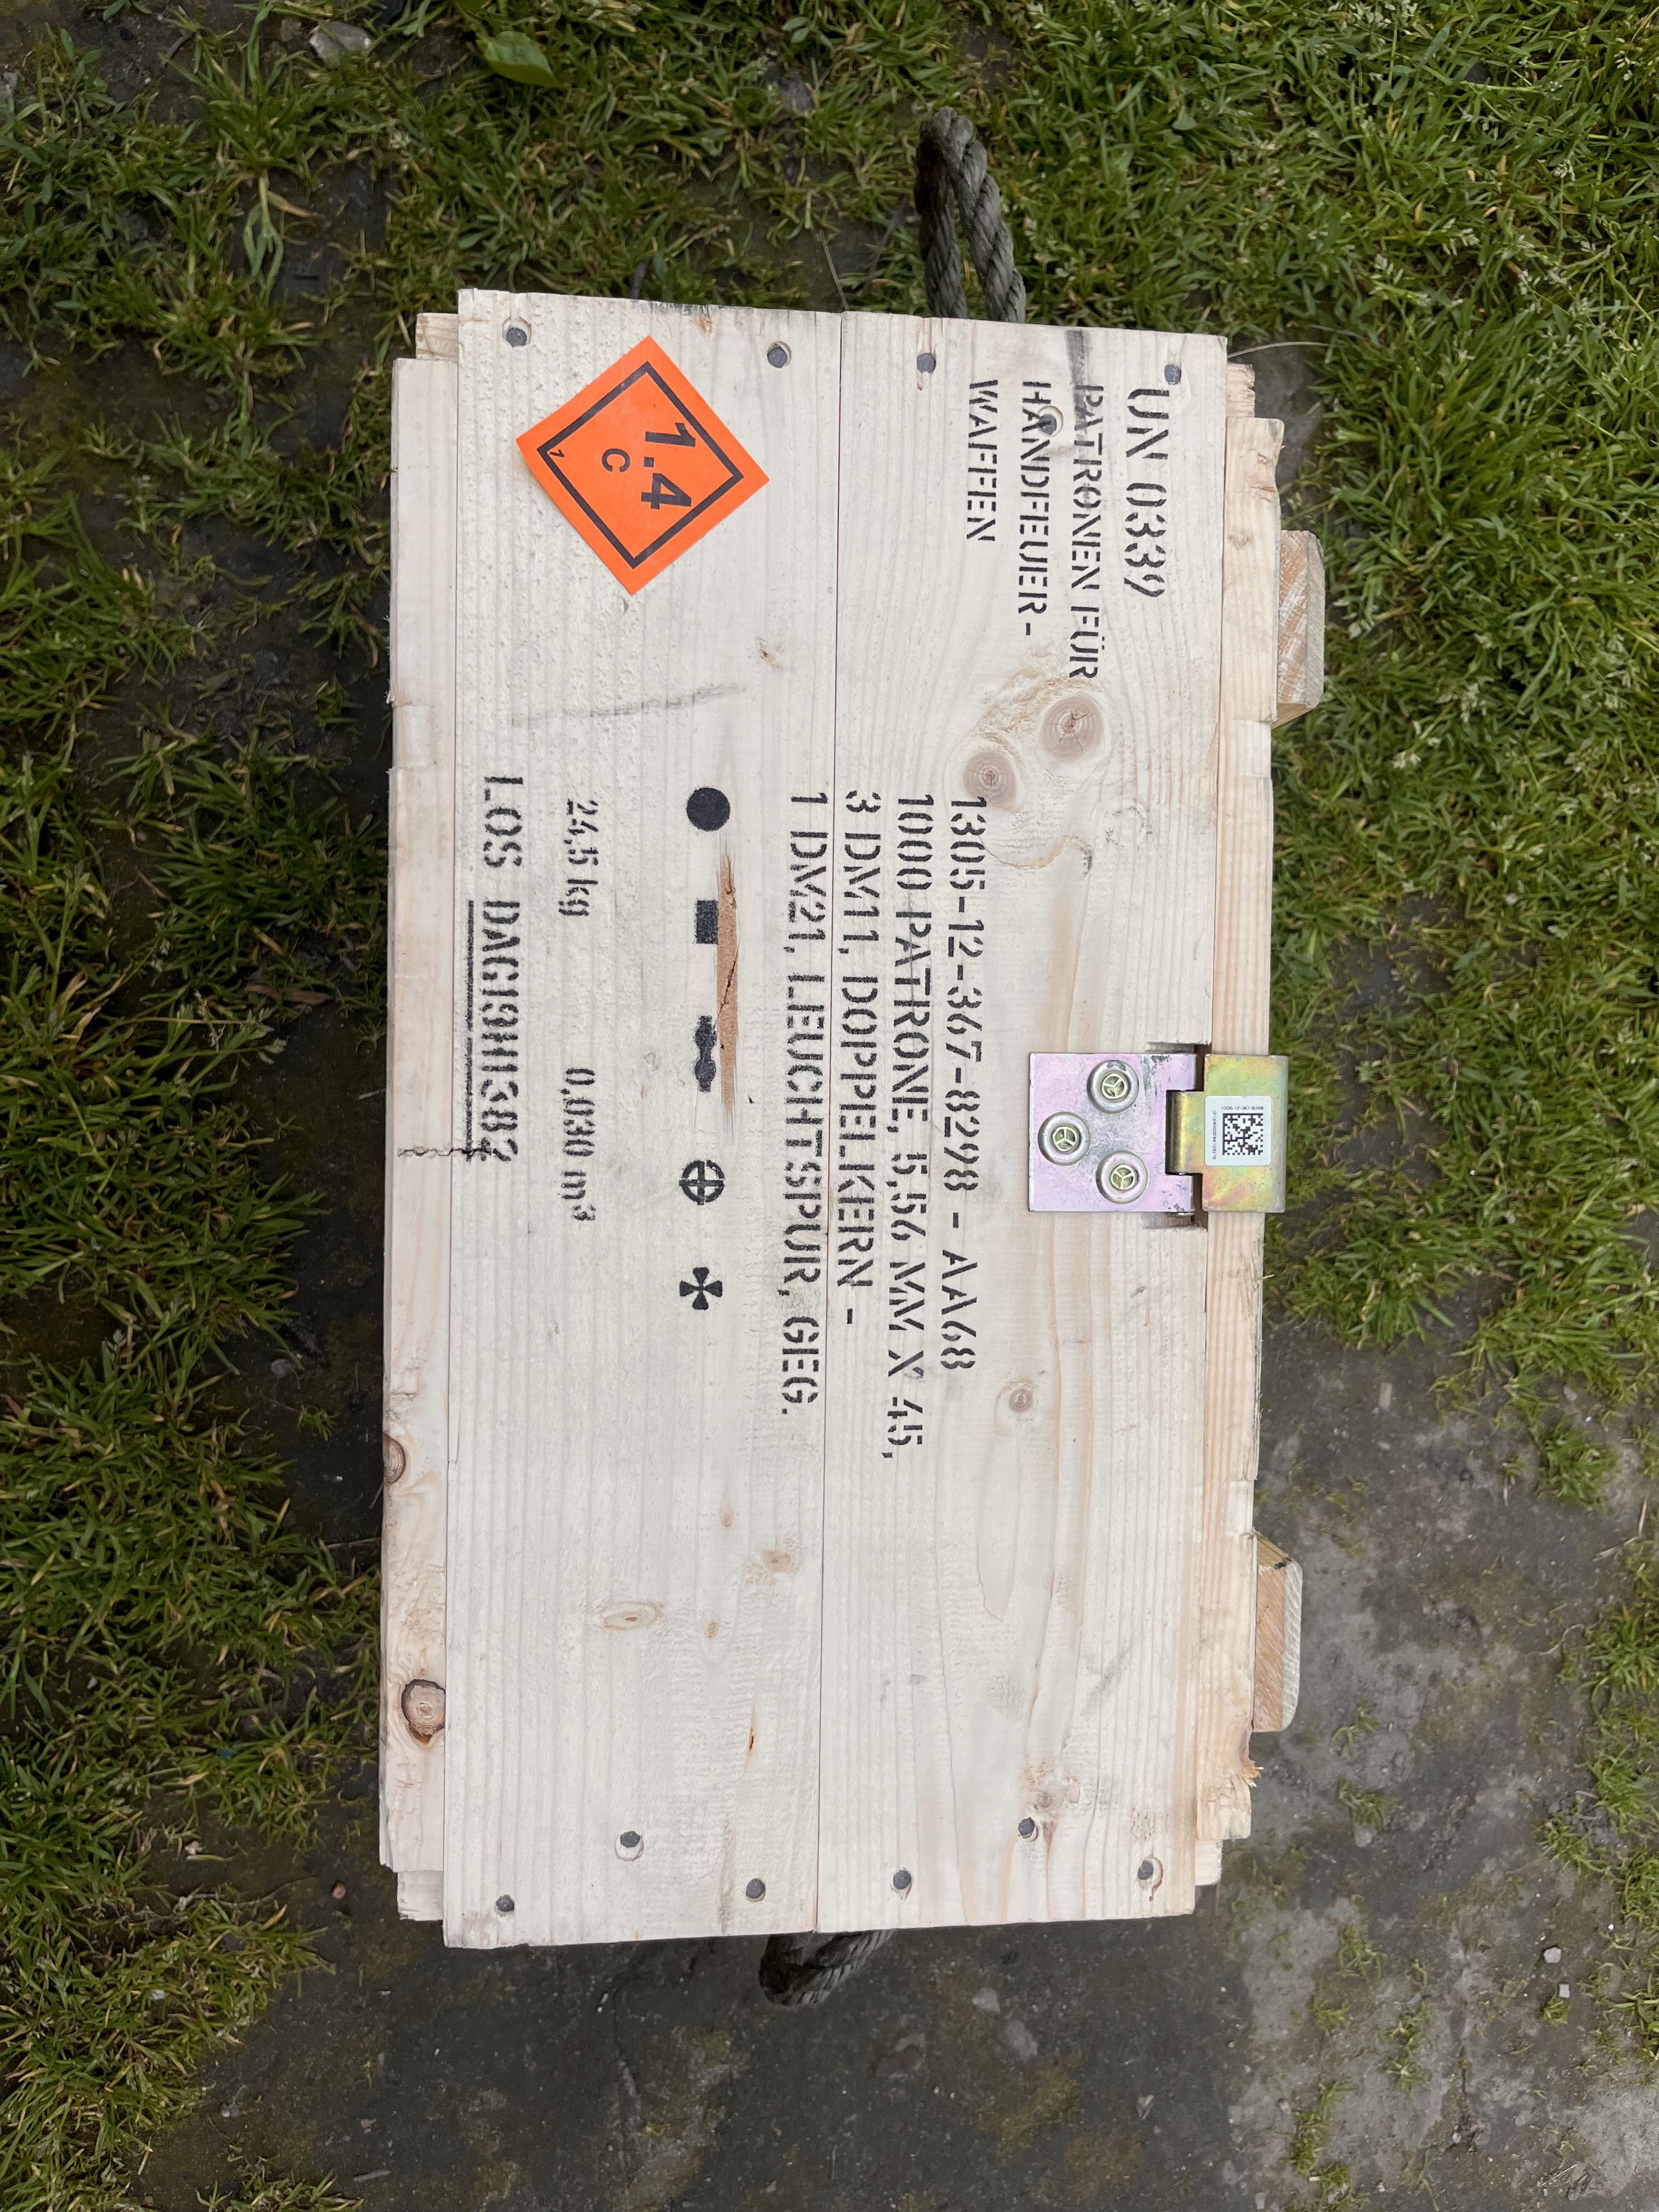 UN 0339
PATRONEN FÜR
HANDFEUER-
WAFFEN
1.4
C
1305-12-367-8298 - AA68
1000 PATRONE, 5,56 MM X 45,
3 DM11, DOPPELKERN -
1 DM21, LEUCHTSPUR, GEG.
24,5 kg 0,030 m³
LOS DAG19H1382